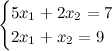 5x₁ + 2x₂ = 7
2x₁ + x₂ = 9